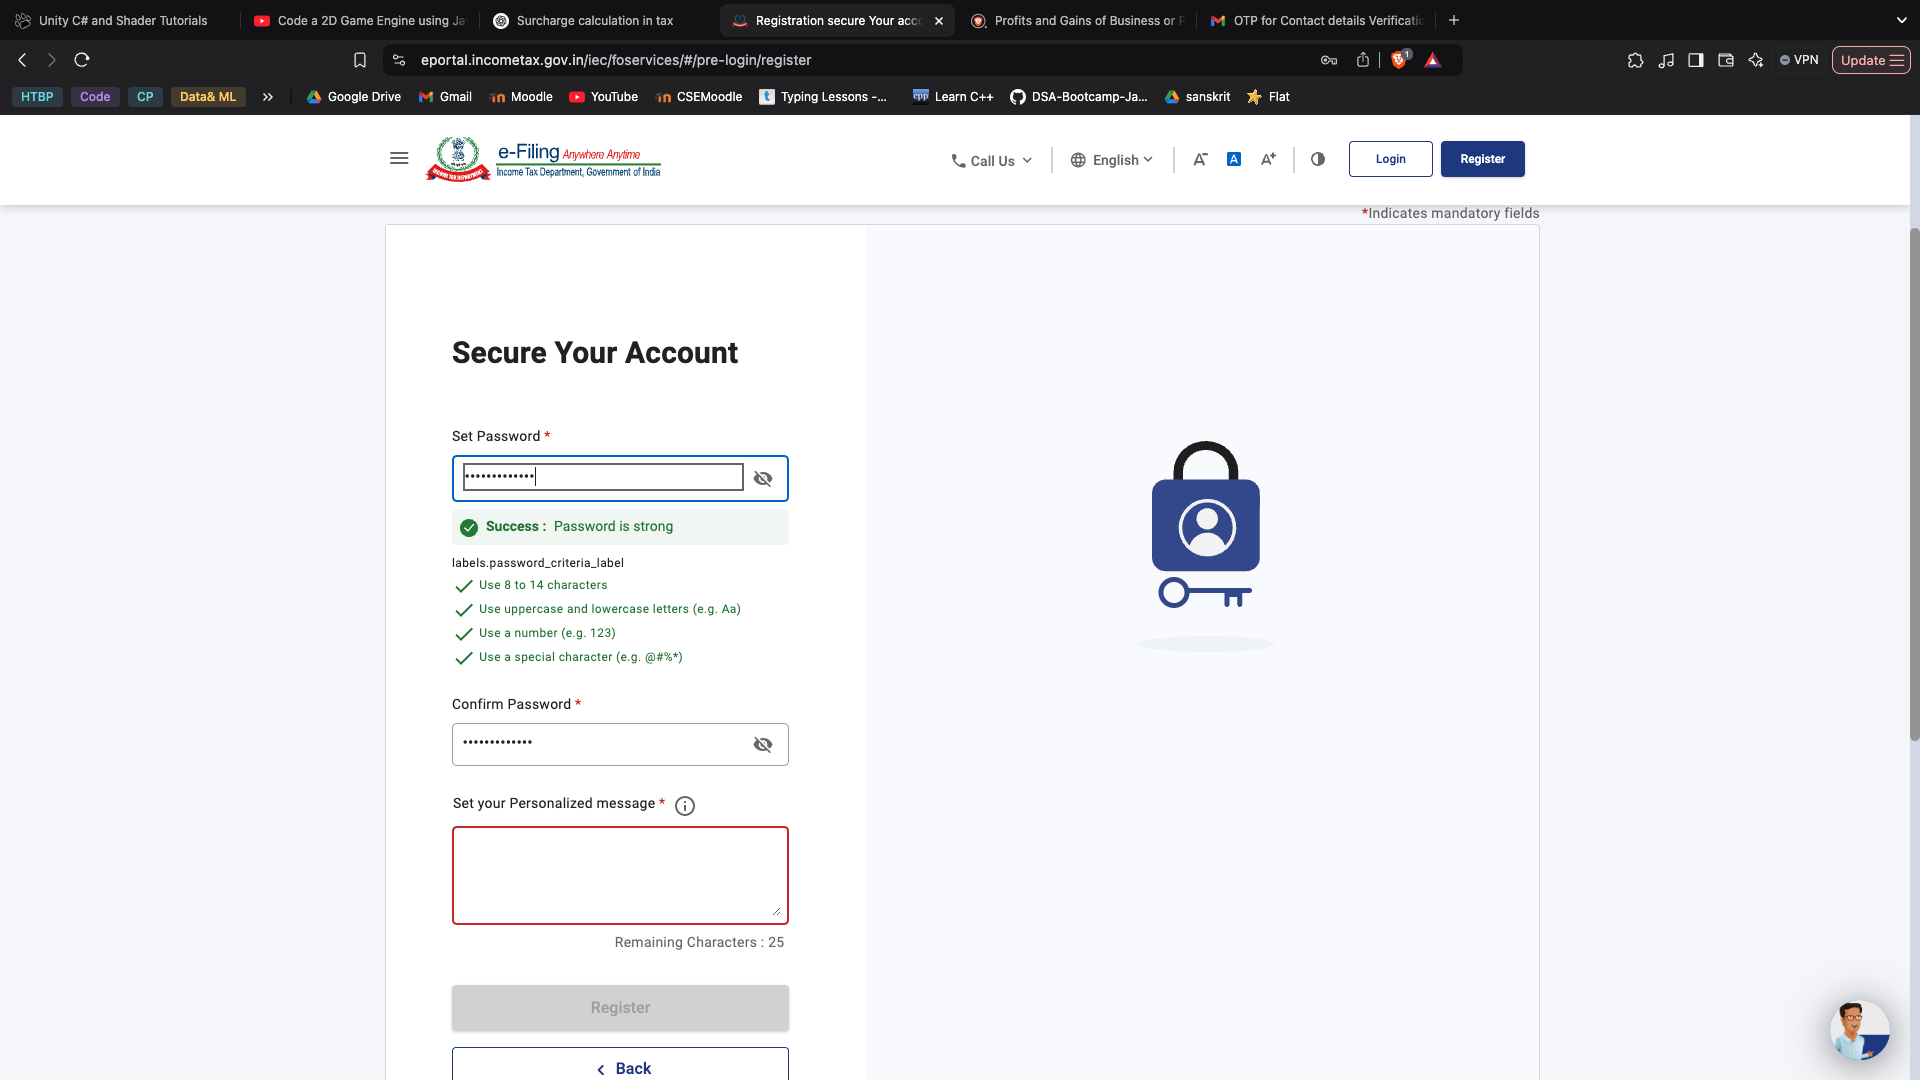 Unity C# and Shader Tutorials
Code a 2D Game Engine using Ja
Surcharge calculation in tax
Registration secure Your acc
Profits and Gains of Business or P
OTP for Contact details Verificatio
eportal.incometax.gov.in/iec/foservices/#/pre-login/register
1
VPN
Update
HTBP
Code
CP
Data& ML
Google Drive
Gmail
Moodle
YouTube
CSEMoodle
Typing Lessons -...
Learn C++
DSA-Bootcamp-Ja...
sanskrit
Flat
e-Filing Anywhere Anytime
Income Tax Department, Government of India
Call Us
English
A-
A
A+
Login
Register
*Indicates mandatory fields
Secure Your Account
Set Password *
Success : Password is strong
labels.password_criteria_label
Use 8 to 14 characters
Use uppercase and lowercase letters (e.g. Aa)
Use a number (e.g. 123)
Use a special character (e.g. @#%*)
Confirm Password *
Set your Personalized message *
Remaining Characters : 25
Register
Back